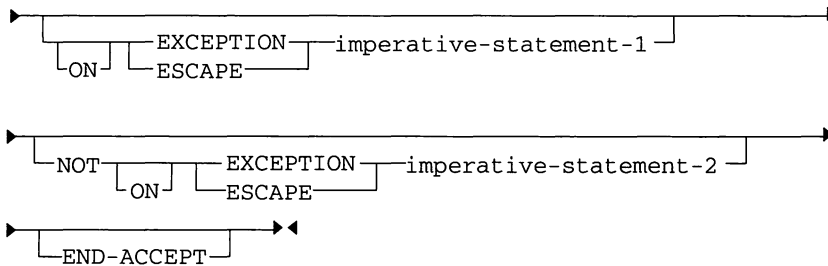 EXCEPTION imperative-statement-1
ON ESCAPE
NOT EXCEPTION imperative-statement-2
ON ESCAPE
END-ACCEPT